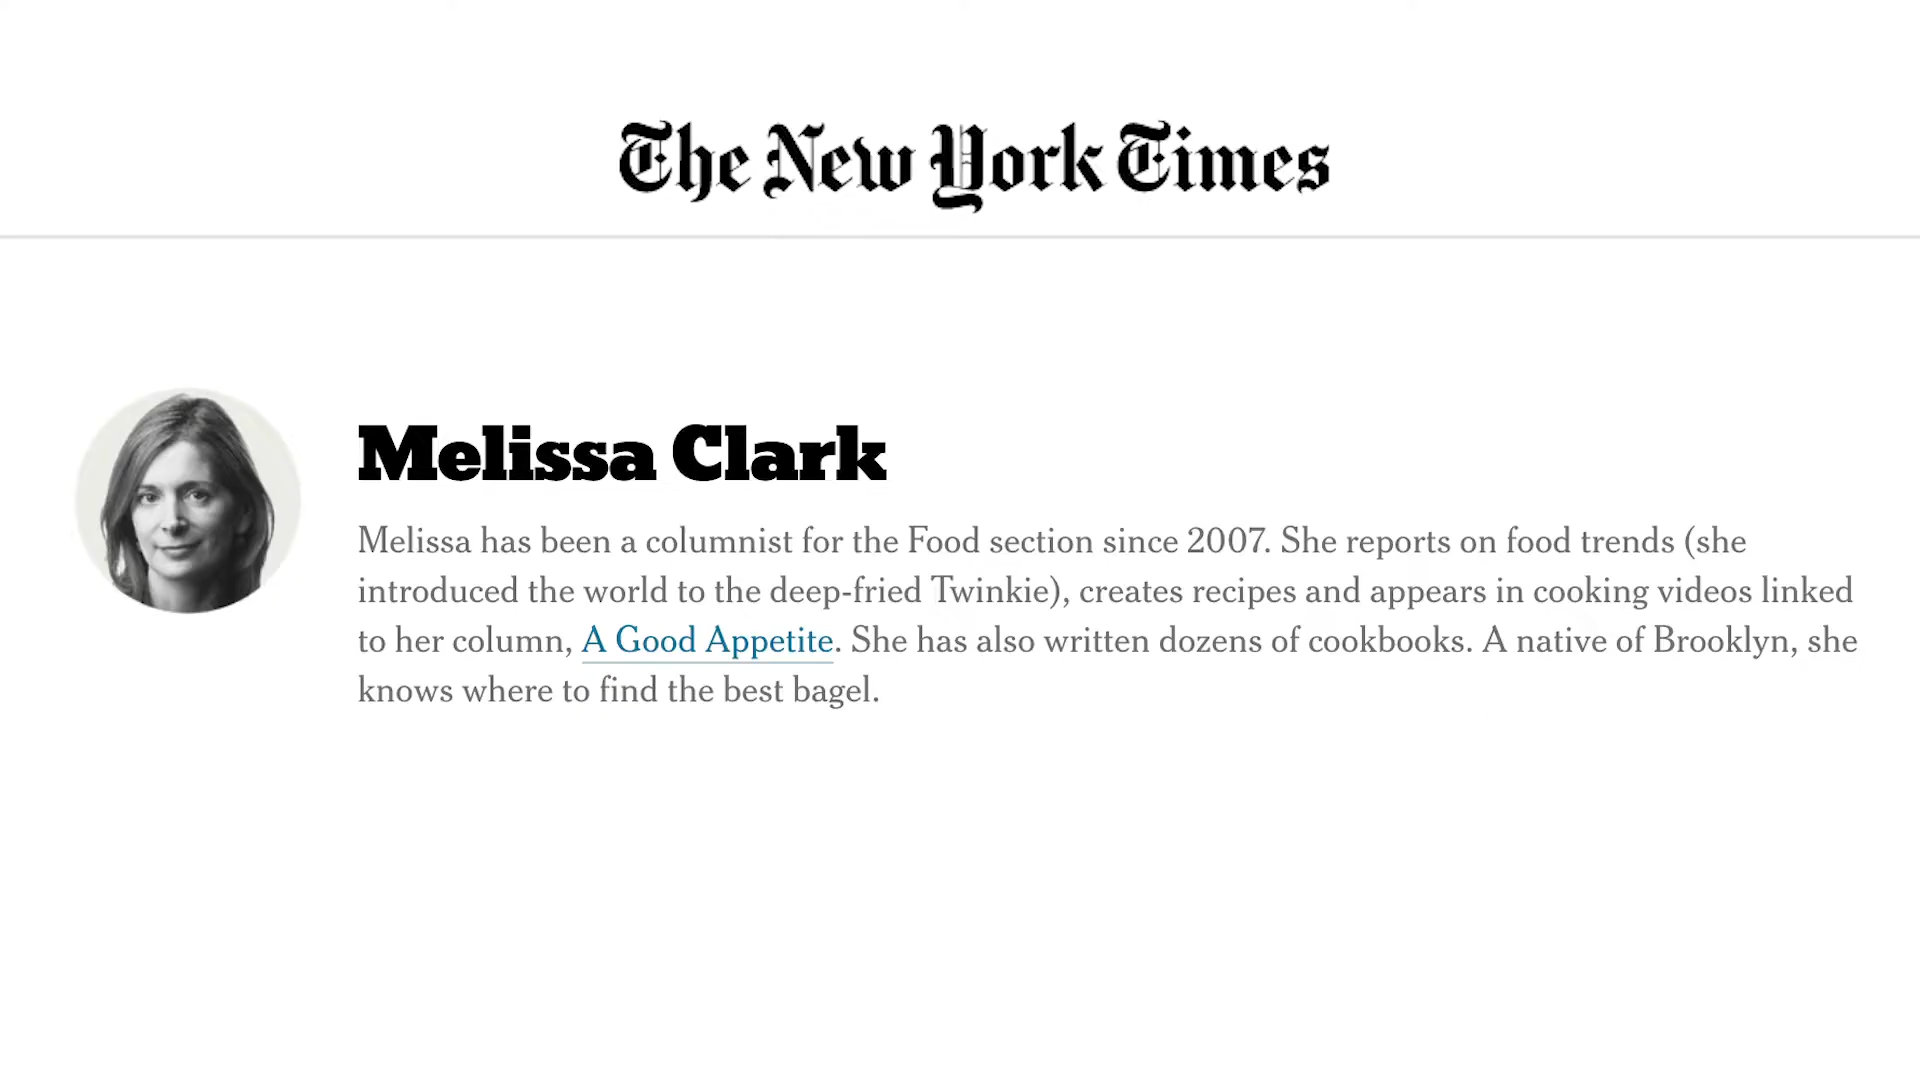 The New York Times
Melissa Clark
Melissa has been a columnist for the Food section since 2007. She reports on food trends (she
introduced the world to the deep-fried Twinkie), creates recipes and appears in cooking videos linked
to her column, A Good Appetite. She has also written dozens of cookbooks. A native of Brooklyn, she
knows where to find the best bagel.